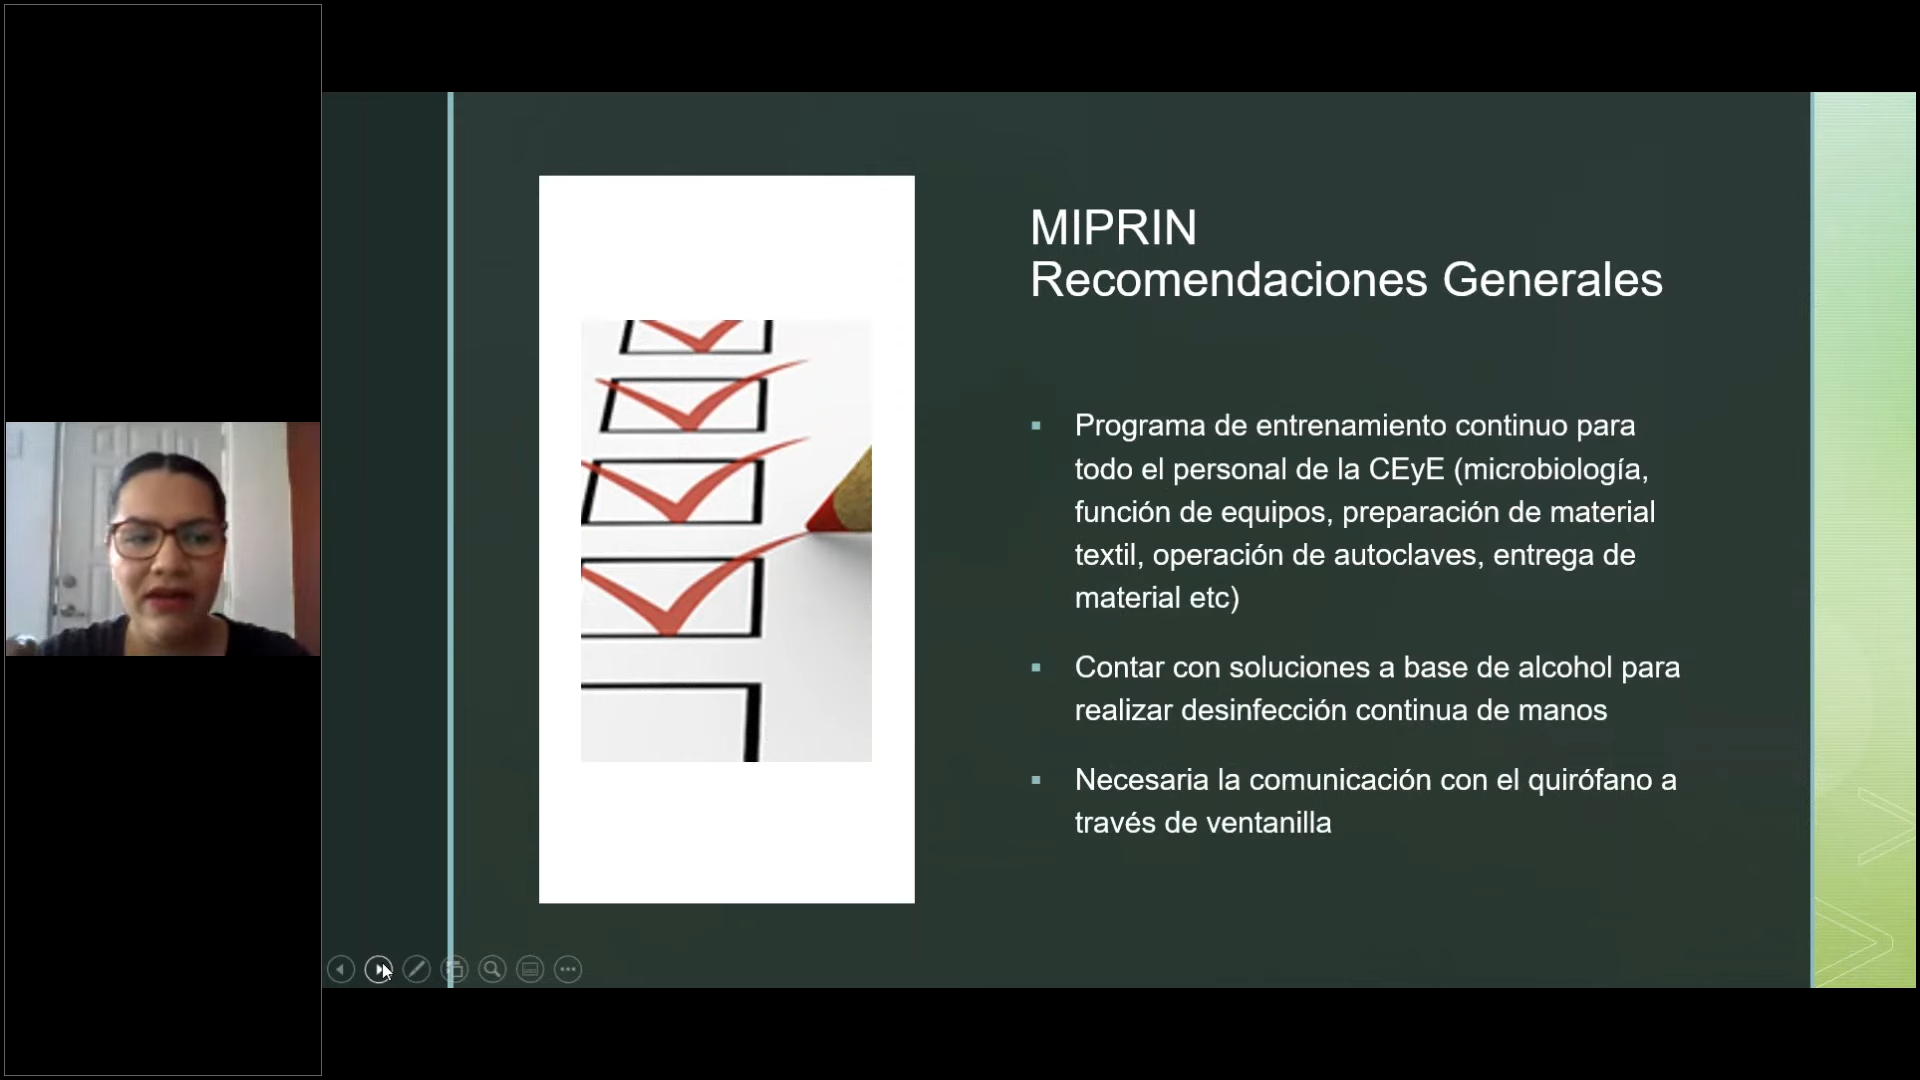 MIPRIN
Recomendaciones Generales
Programa de entrenamiento continuo para
todo el personal de la CEyE (microbiología,
función de equipos, preparación de material
textil, operación de autoclaves, entrega de
material etc)
Contar con soluciones a base de alcohol para
realizar desinfección continua de manos
Necesaria la comunicación con el quirófano a
través de ventanilla